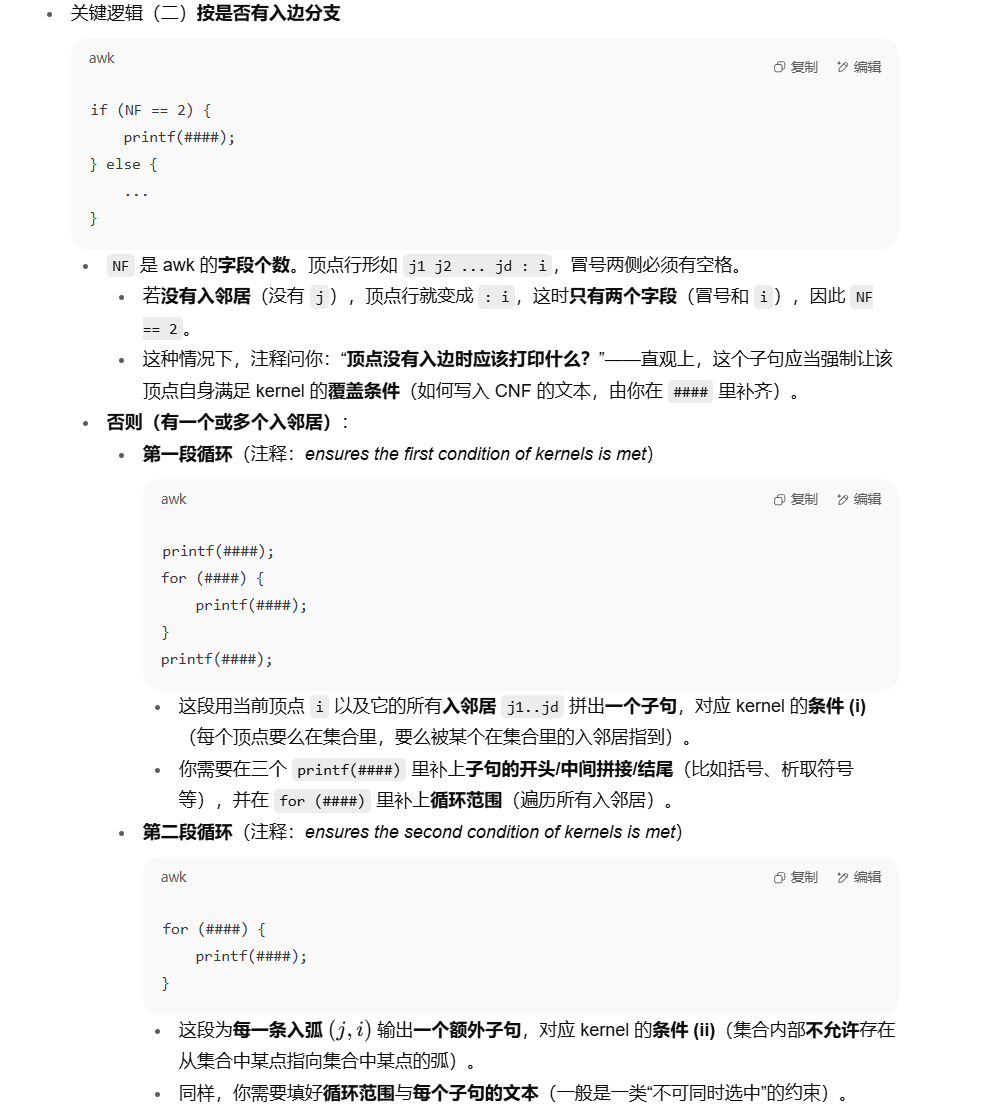 关键逻辑（二）按是否有入边分支
awk
复制 编辑
if (NF == 2) {
printf(####);
} else {
...
}
NF 是 awk 的字段个数。顶点行形如 j1 j2 ... jd : i，冒号两侧必须有空格。
若没有入邻居（没有 j），顶点行就变成 : i，这时只有两个字段（冒号和 i），因此 NF
== 2。
这种情况下，注释问你：“顶点没有入边时应该打印什么？”——直观上，这个子句应当强制让该
顶点自身满足 kernel 的覆盖条件（如何写入 CNF 的文本，由你在 #### 里补齐）。
否则（有一个或多个入邻居）：
第一段循环（注释：ensures the first condition of kernels is met）
awk
复制 编辑
printf(####);
for (####) {
printf(####);
}
printf(####);
这段用当前顶点 i 以及它的所有入邻居 j1..jd 拼出一个子句，对应 kernel 的条件 (i)
（每个顶点要么在集合里，要么被某个在集合里的入邻居指到）。
你需要在三个 printf(####) 里补上子句的开头/中间拼接/结尾（比如括号、析取符号
等），并在 for (####) 里补上循环范围（遍历所有入邻居）。
第二段循环（注释：ensures the second condition of kernels is met）
awk
复制 编辑
for (####) {
printf(####);
}
这段为每一条入弧 (j, i) 输出一个额外子句，对应 kernel 的条件 (ii)（集合内部不允许存在
从集合中某点指向集合中某点的弧）。
同样，你需要填好循环范围与每个子句的文本（一般是一类“不可同时选中”的约束）。